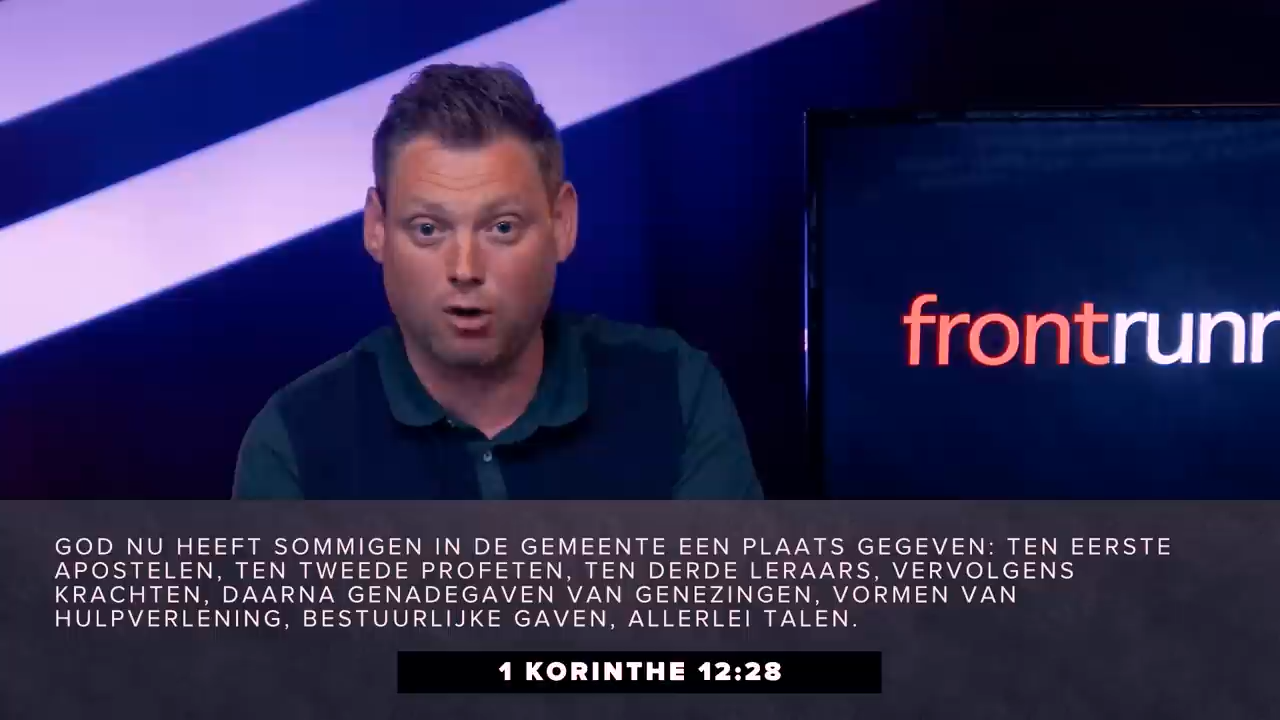 frontrunn
GOD NU HEEFT SOMMIGEN IN DE GEMEENTE EEN PLAATS GEGEVEN: TEN EERSTE
APOSTELEN, TEN TWEEDE PROFETEN, TEN DERDE LERAARS, VERVOLGENS
KRACHTEN, DAARNA GENADEGAVEN VAN GENEZINGEN, VORMEN VAN
HULPVERLENING, BESTUURLIJKE GAVEN, ALLERLEI TALEN.
1 KORINTHE 12:28